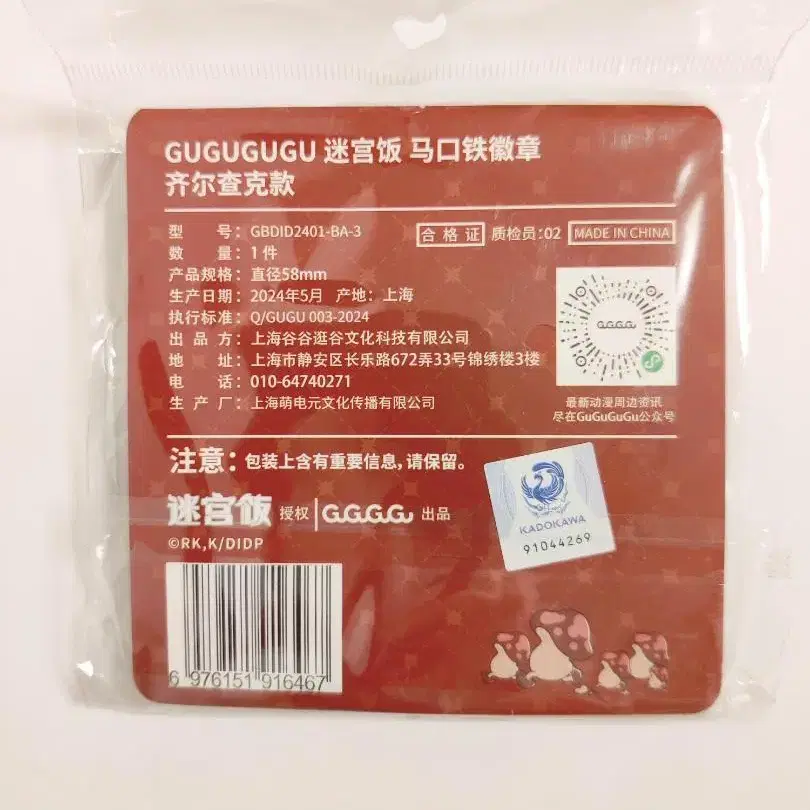 GUGUGUGU 迷宫饭 马口铁徽章
齐尔查克款
型 号：GBDID2401-BA-3
合格证 质检员:02 MADE IN CHINA
数 量：1 件
产品规格：直径58mm
生产日期：2024年5月 产地：上海
执行标准：Q/GUGU 003-2024
出 品 方：上海谷谷逛谷文化科技有限公司
地 址：上海市静安区长乐路672弄33号锦绣楼3楼
电 话：010-64740271
生 产 厂：上海萌电元文化传播有限公司
GGGG
最新动漫周边资讯
尽在GuGuGuGu公众号
注意：包装上含有重要信息，请保留。
迷宫饭 授权 | GGGG 出品
©RK,K/DIDP
KADOKAWA
91044269
6 976151 916467